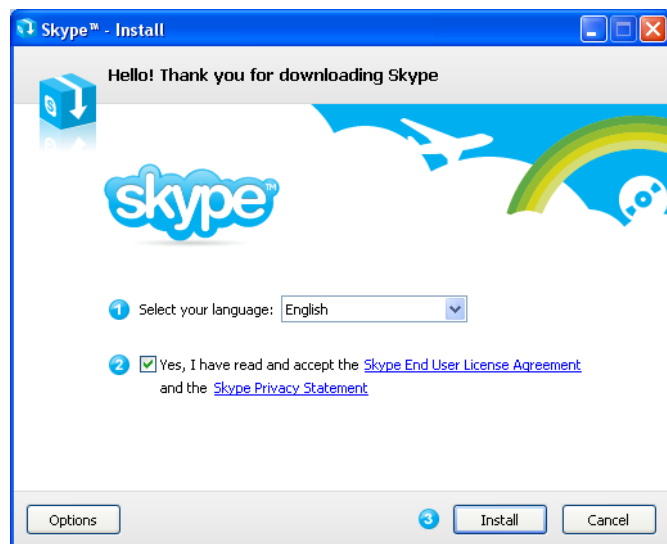 Skype™ - Install
Hello! Thank you for downloading Skype
S
skype™
1 Select your language: English
2 Yes, I have read and accept the Skype End User License Agreement
and the Skype Privacy Statement
Options 3 Install Cancel